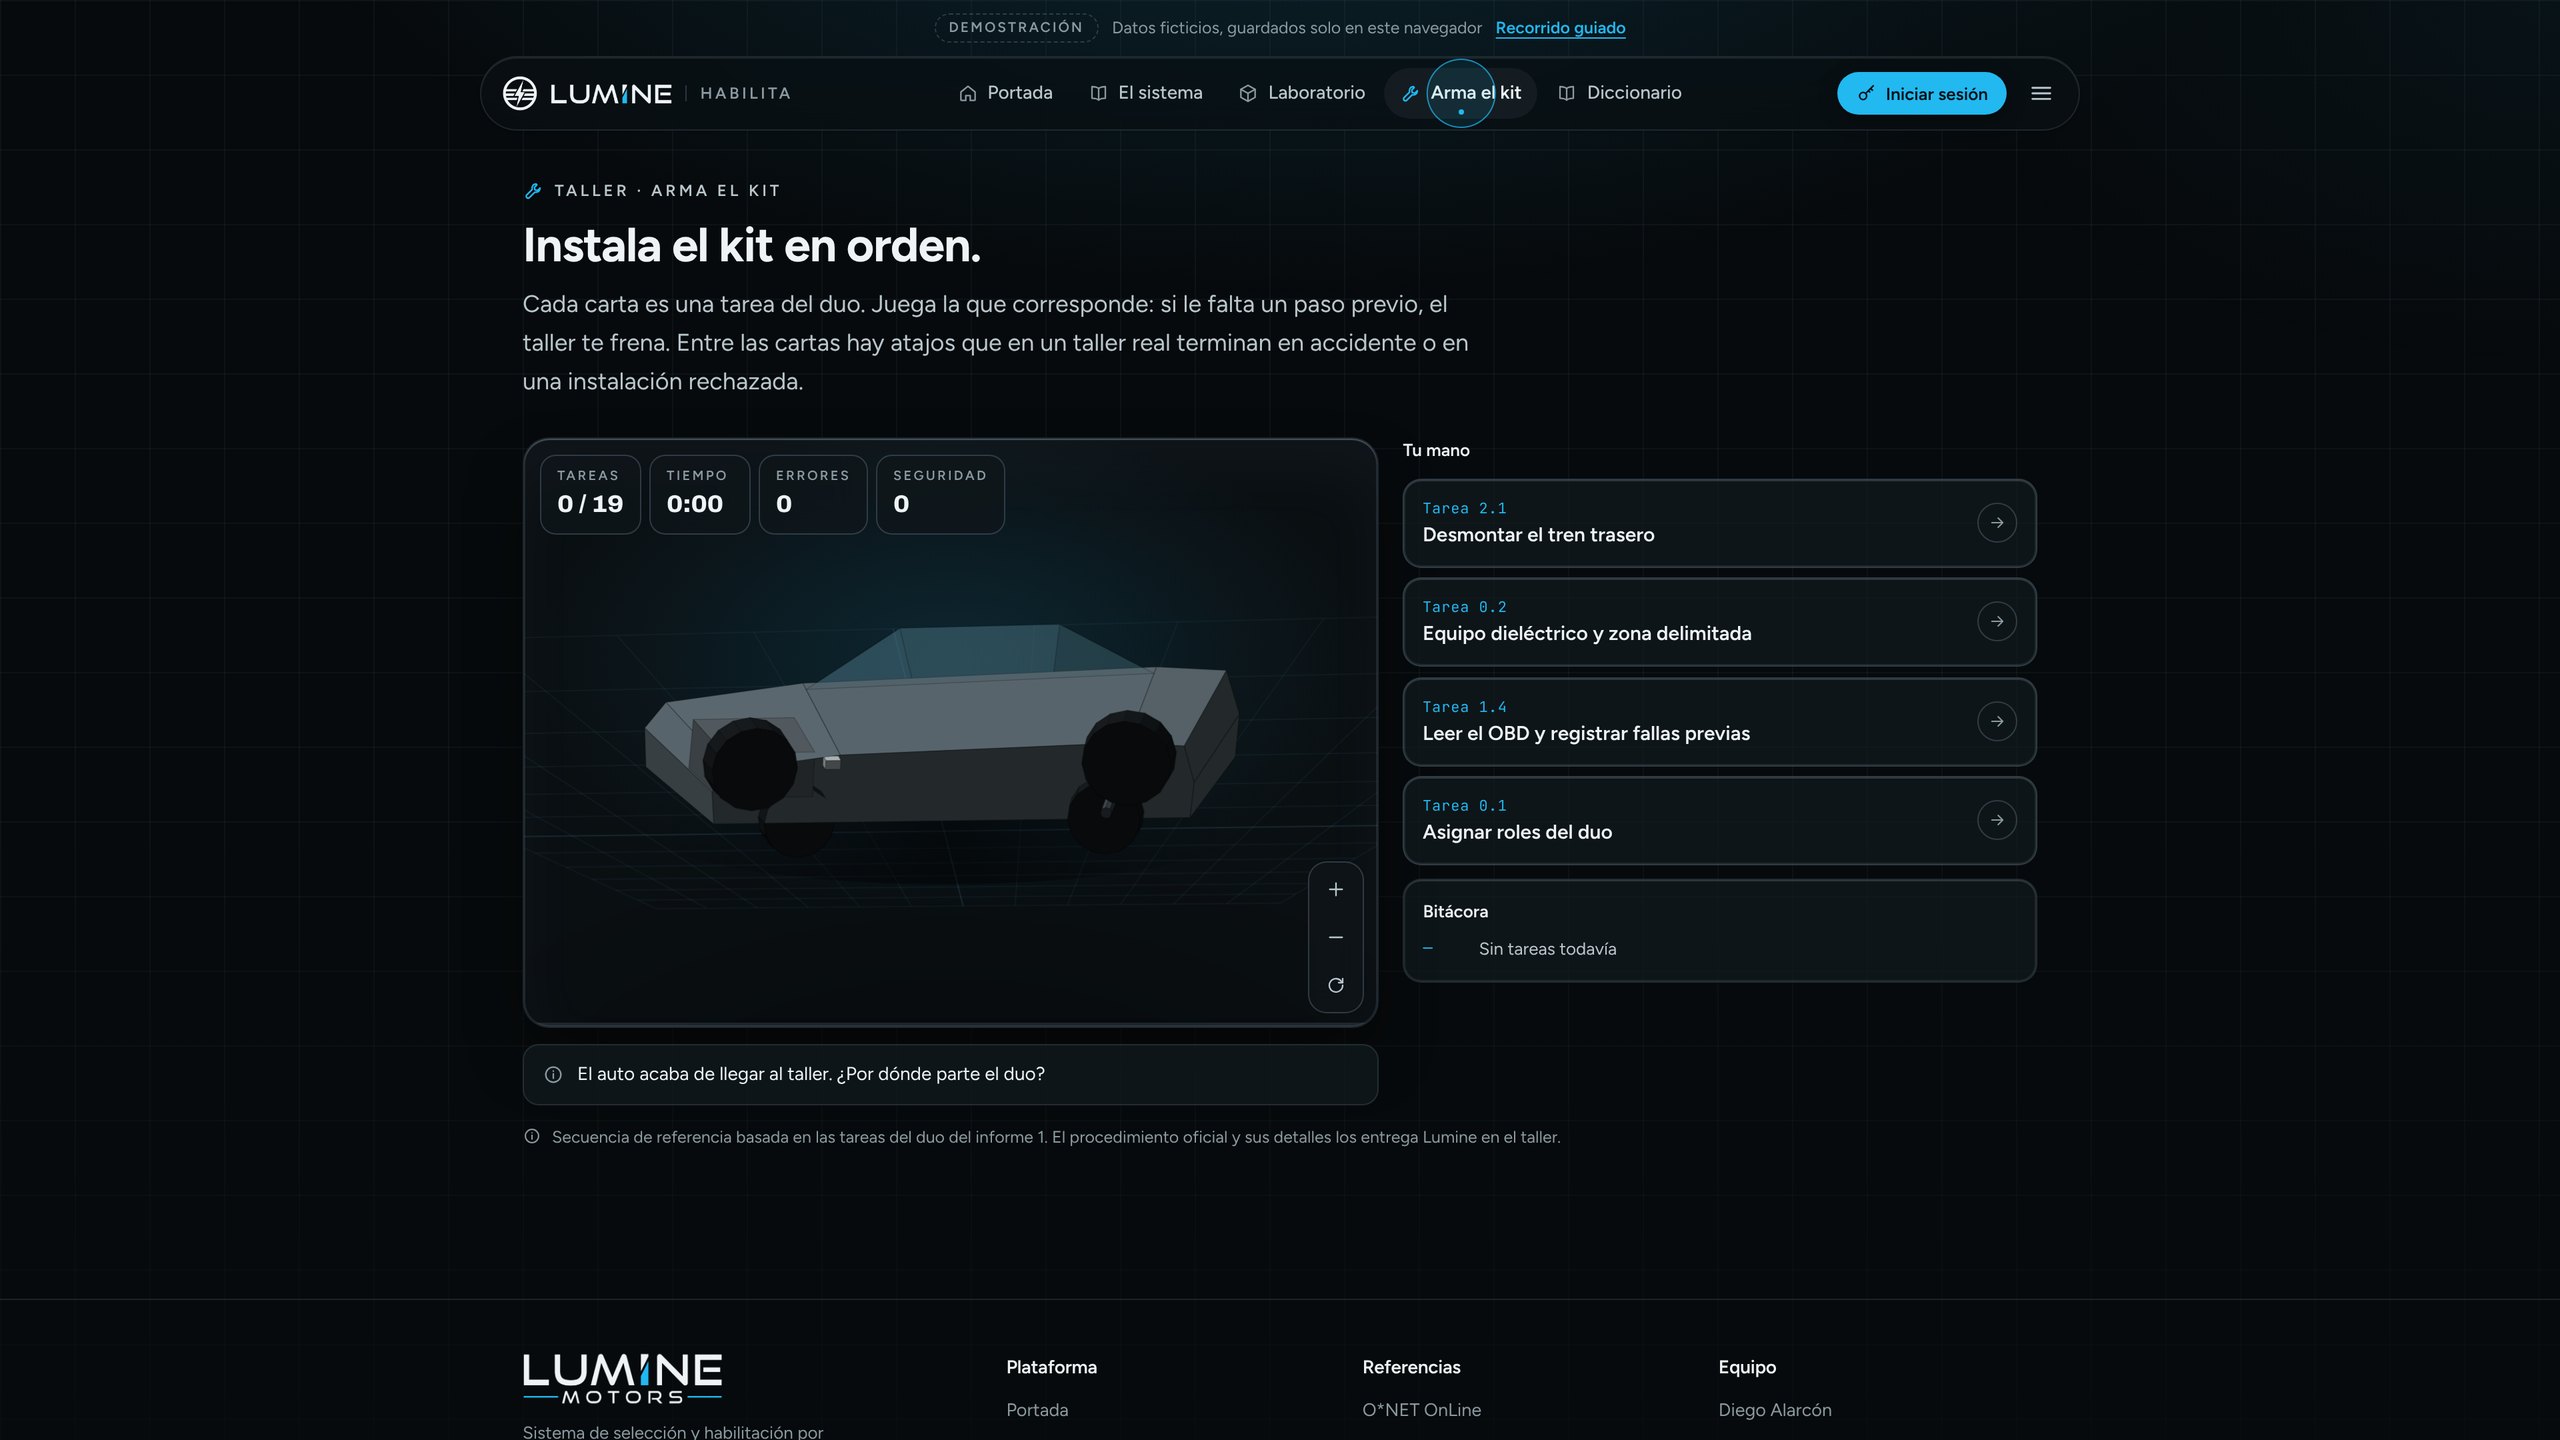 DEMOSTRACIÓN Datos ficticios, guardados solo en este navegador Recorrido guiado
LUMINE HABILITA Portada El sistema Laboratorio Arma el kit Diccionario Iniciar sesión
TALLER · ARMA EL KIT
Instala el kit en orden.
Cada carta es una tarea del duo. Juega la que corresponde: si le falta un paso previo, el
taller te frena. Entre las cartas hay atajos que en un taller real terminan en accidente o en
una instalación rechazada.
TAREAS TIEMPO ERRORES SEGURIDAD
0 / 19 0:00 0 0
Tu mano
Tarea 2.1
Desmontar el tren trasero
Tarea 0.2
Equipo dieléctrico y zona delimitada
Tarea 1.4
Leer el OBD y registrar fallas previas
Tarea 0.1
Asignar roles del duo
Bitácora
– Sin tareas todavía
El auto acaba de llegar al taller. ¿Por dónde parte el duo?
Secuencia de referencia basada en las tareas del duo del informe 1. El procedimiento oficial y sus detalles los entrega Lumine en el taller.
LUMINE
MOTORS
Sistema de selección y habilitación por
Plataforma
Portada
Referencias
O*NET OnLine
Equipo
Diego Alarcón